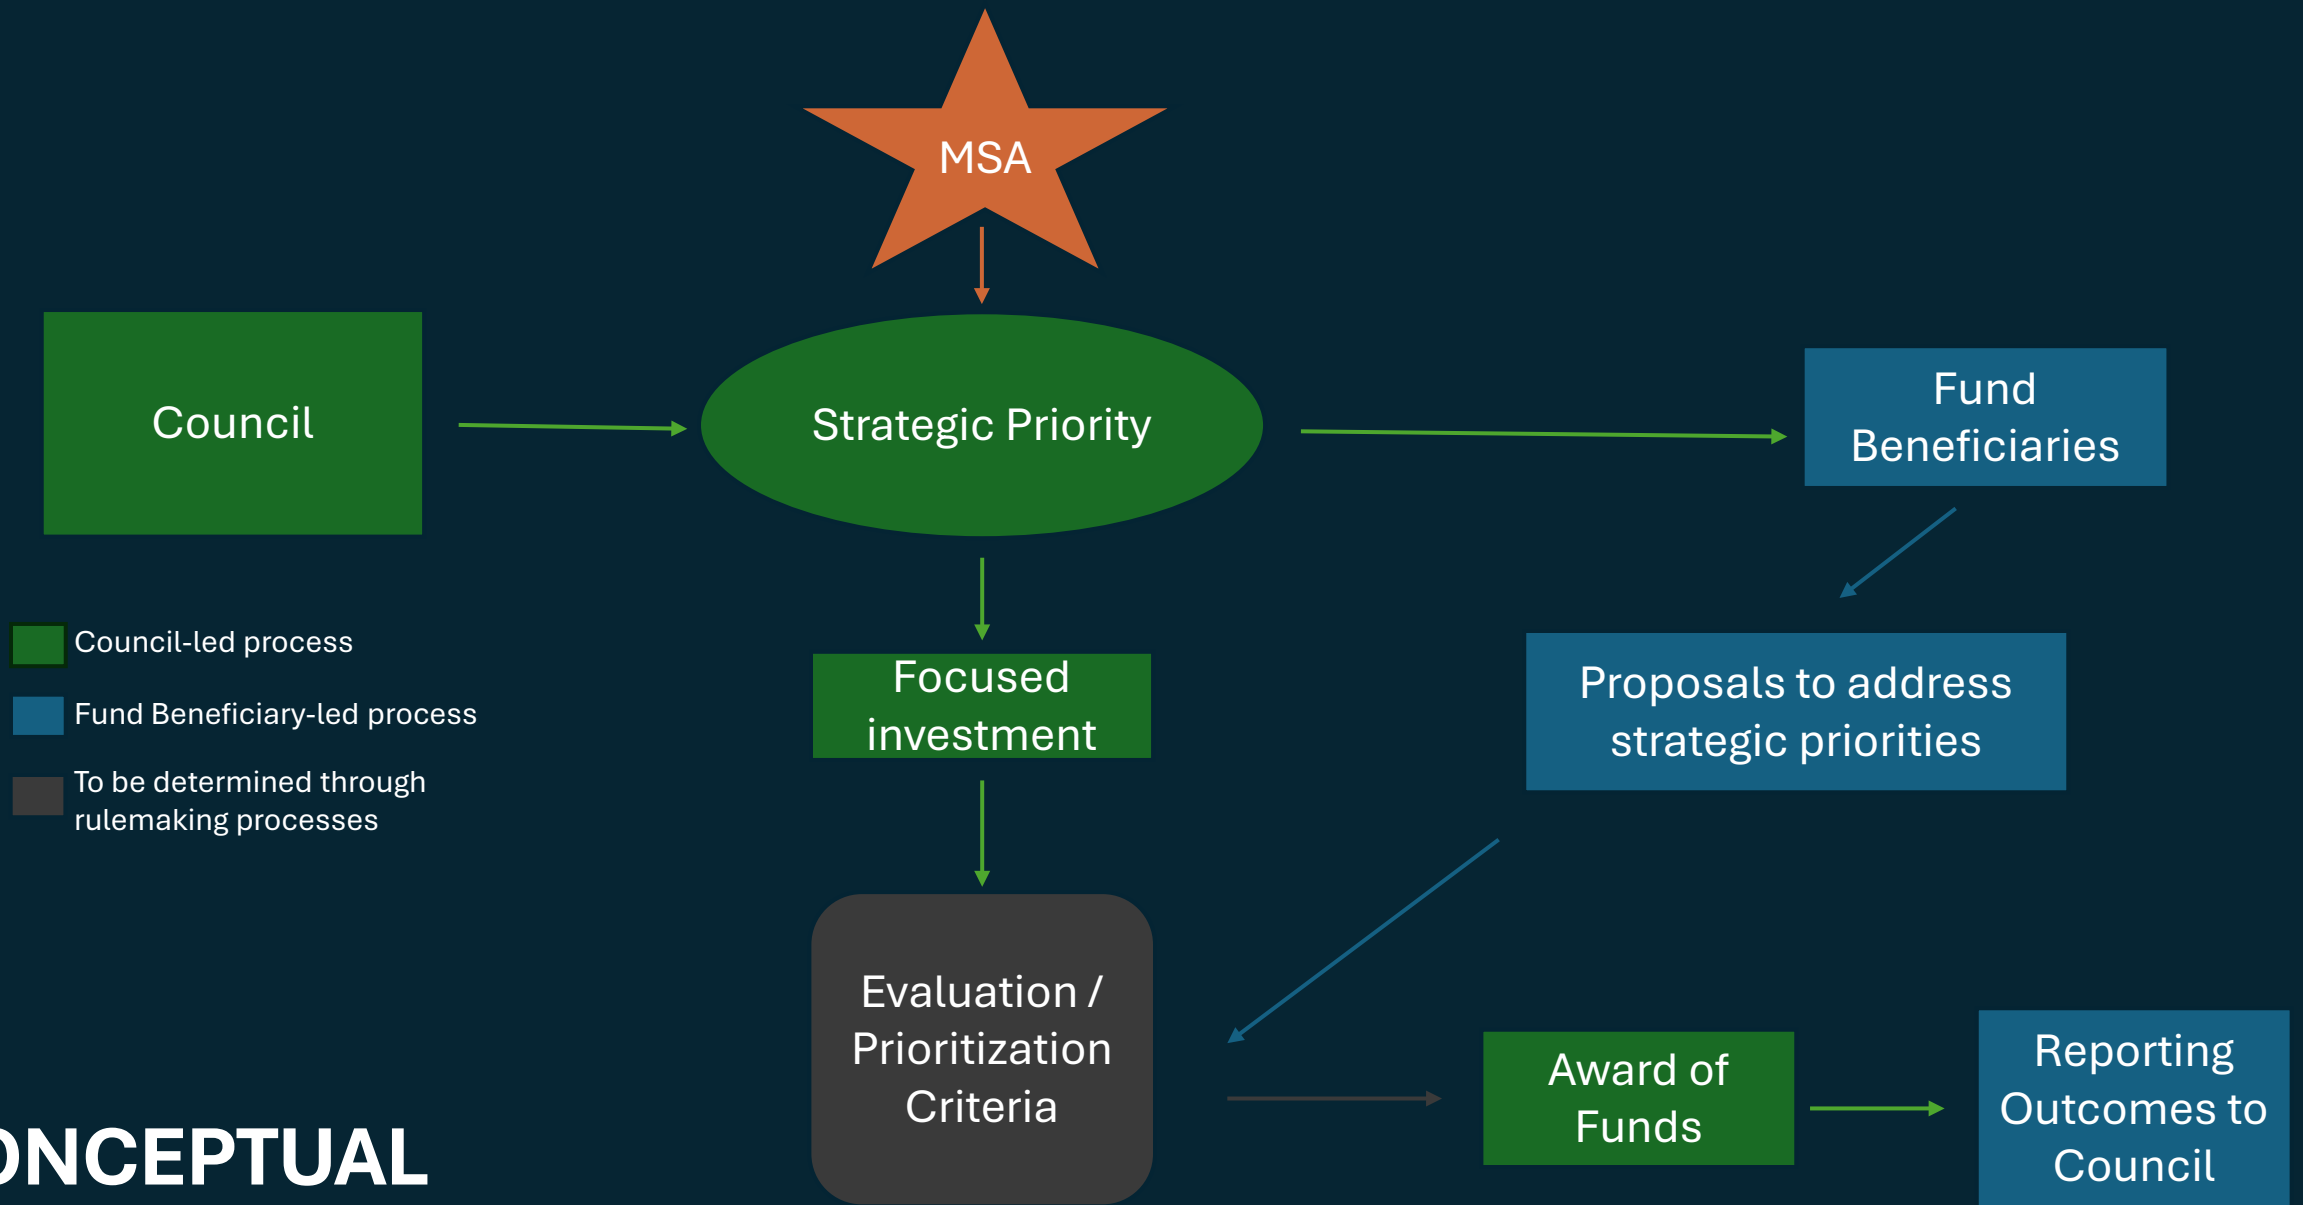 MSA
Council
Strategic Priority
Fund
Beneficiaries
Council-led process
Fund Beneficiary-led process
To be determined through
rulemaking processes
Focused
investment
Proposals to address
strategic priorities
Evaluation /
Prioritization
Criteria
Award of
Funds
Reporting
Outcomes to
Council
ONCEPTUAL